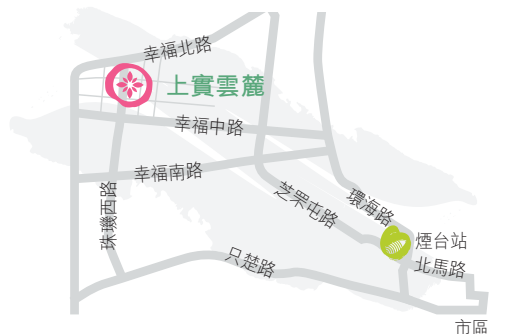 幸福北路
上實雲麓
幸福中路
幸福南路
珠璣西路
芝罘屯路
環海路
煙台站
北馬路
只楚路
市區